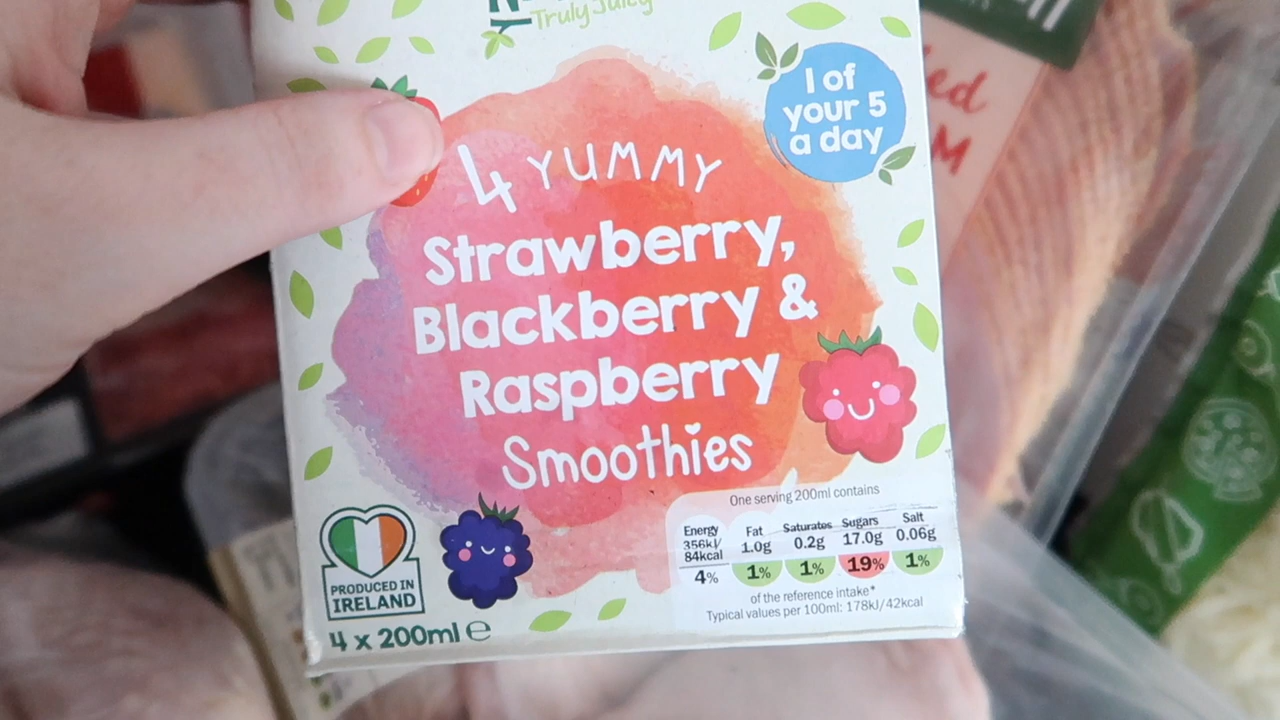 Truly Juicy
1 of
your 5
a day
4 YUMMY
Strawberry,
Blackberry &
Raspberry
Smoothies
One serving 200ml contains
Energy Fat Saturates Sugars Salt
356kJ/ 1.0g 0.2g 17.0g 0.06g
84kcal
4% 1% 1% 19% 1%
of the reference intake*
Typical values per 100ml: 178kJ/42kcal
PRODUCED IN
IRELAND
4 x 200ml e